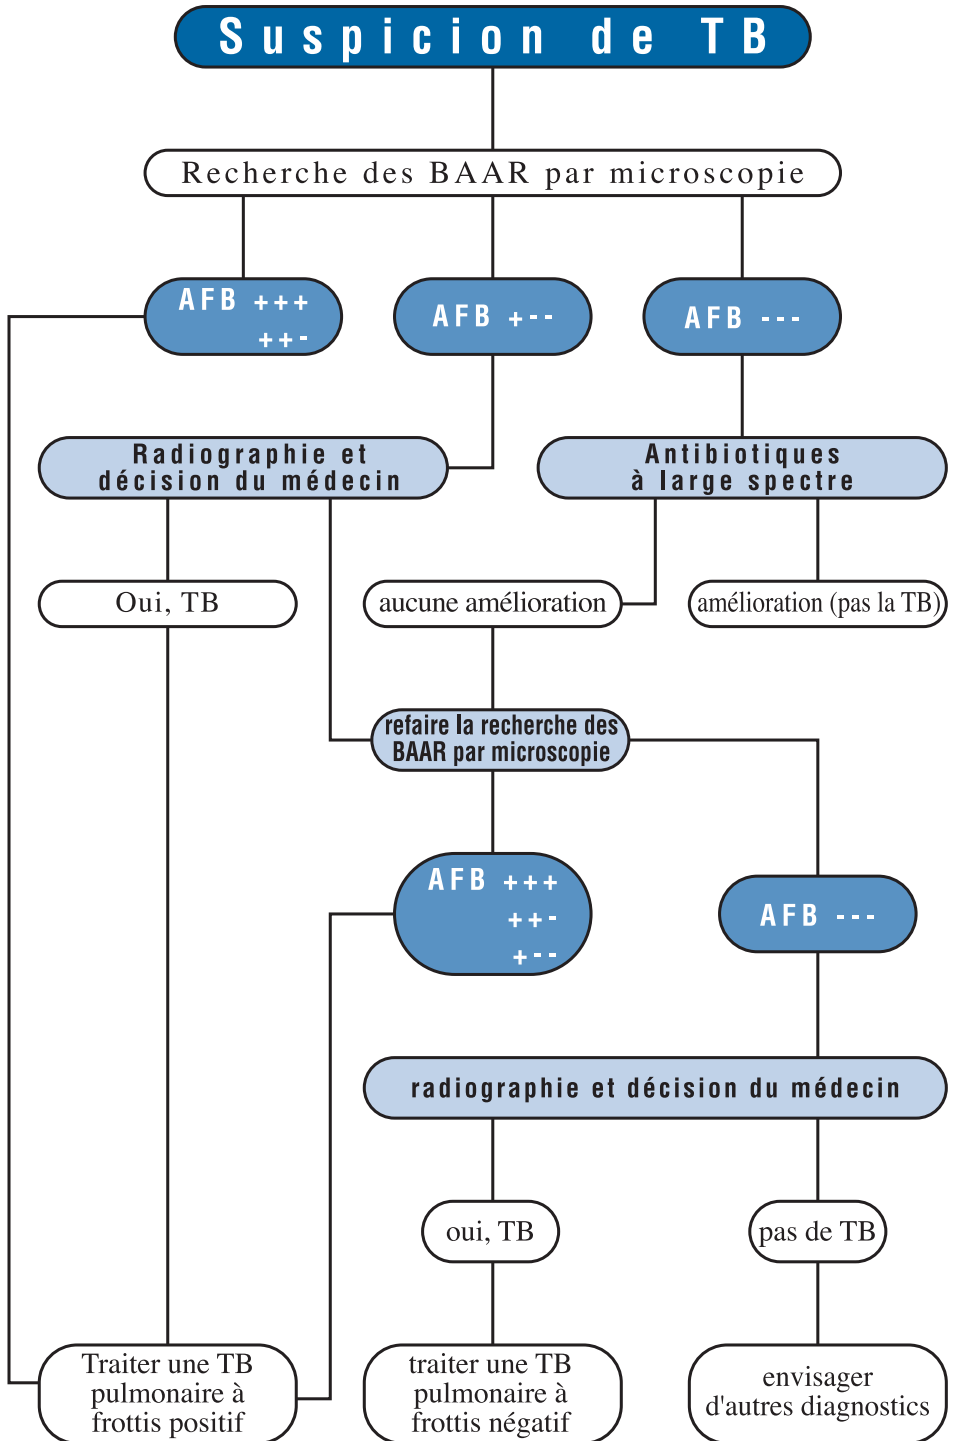 Suspicion de TB
Recherche des BAAR par microscopie
AFB +++
++-
AFB +--
AFB ---
Radiographie et
décision du médecin
Antibiotiques
à large spectre
Oui, TB
aucune amélioration
amélioration (pas la TB)
refaire la recherche des
BAAR par microscopie
AFB +++
++-
+--
AFB ---
radiographie et décision du médecin
oui, TB
pas de TB
Traiter une TB
pulmonaire à
frottis positif
traiter une TB
pulmonaire à
frottis négatif
envisager
d'autres diagnostics